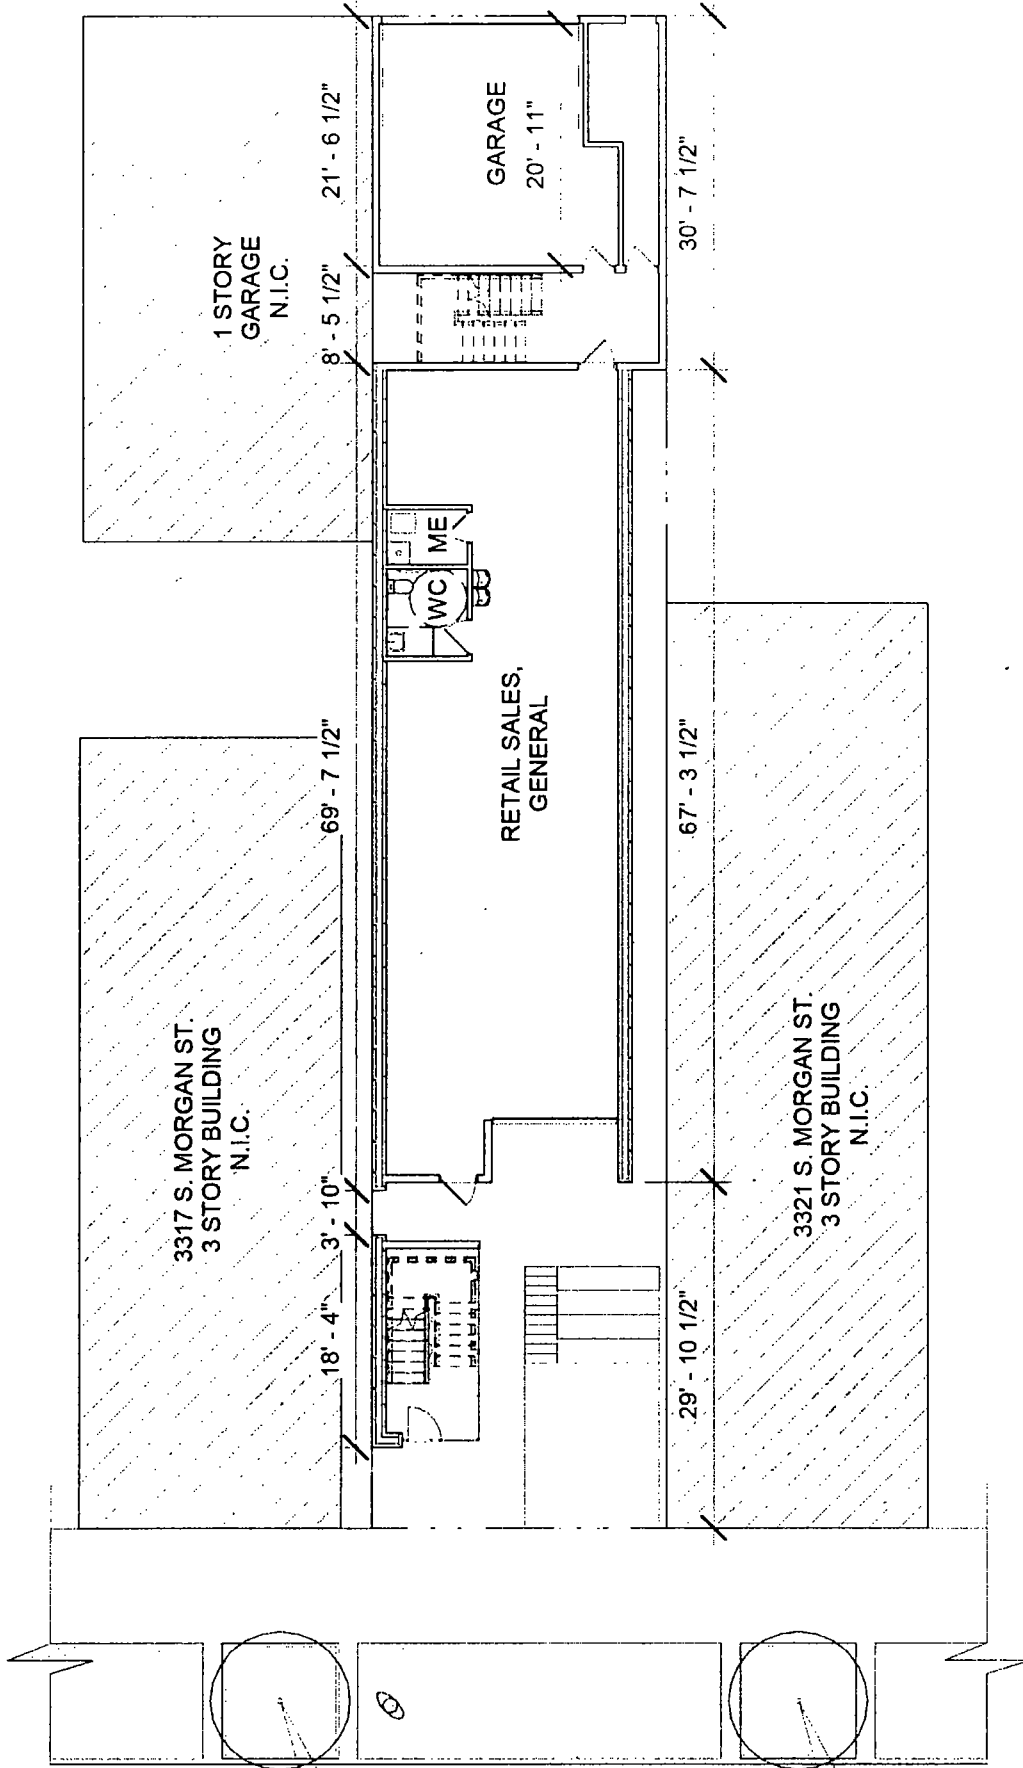 1 STORY
GARAGE
N.I.C.
21' - 6 1/2"
8' - 5 1/2"
GARAGE
20' - 11"
30' - 7 1/2"
ME
WC
RETAIL SALES,
GENERAL
69' - 7 1/2"
67' - 3 1/2"
3317 S. MORGAN ST.
3 STORY BUILDING
N.I.C.
3' - 10"
18' - 4"
3321 S. MORGAN ST.
3 STORY BUILDING
N.I.C.
29' - 10 1/2"